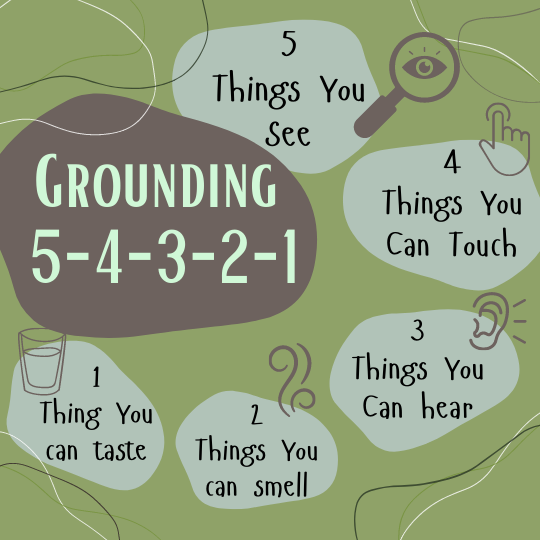 Grounding
5-4-3-2-1
5
Things You
See
4
Things You
Can Touch
3
Things You
Can hear
2
Things You
can smell
1
Thing You
can taste